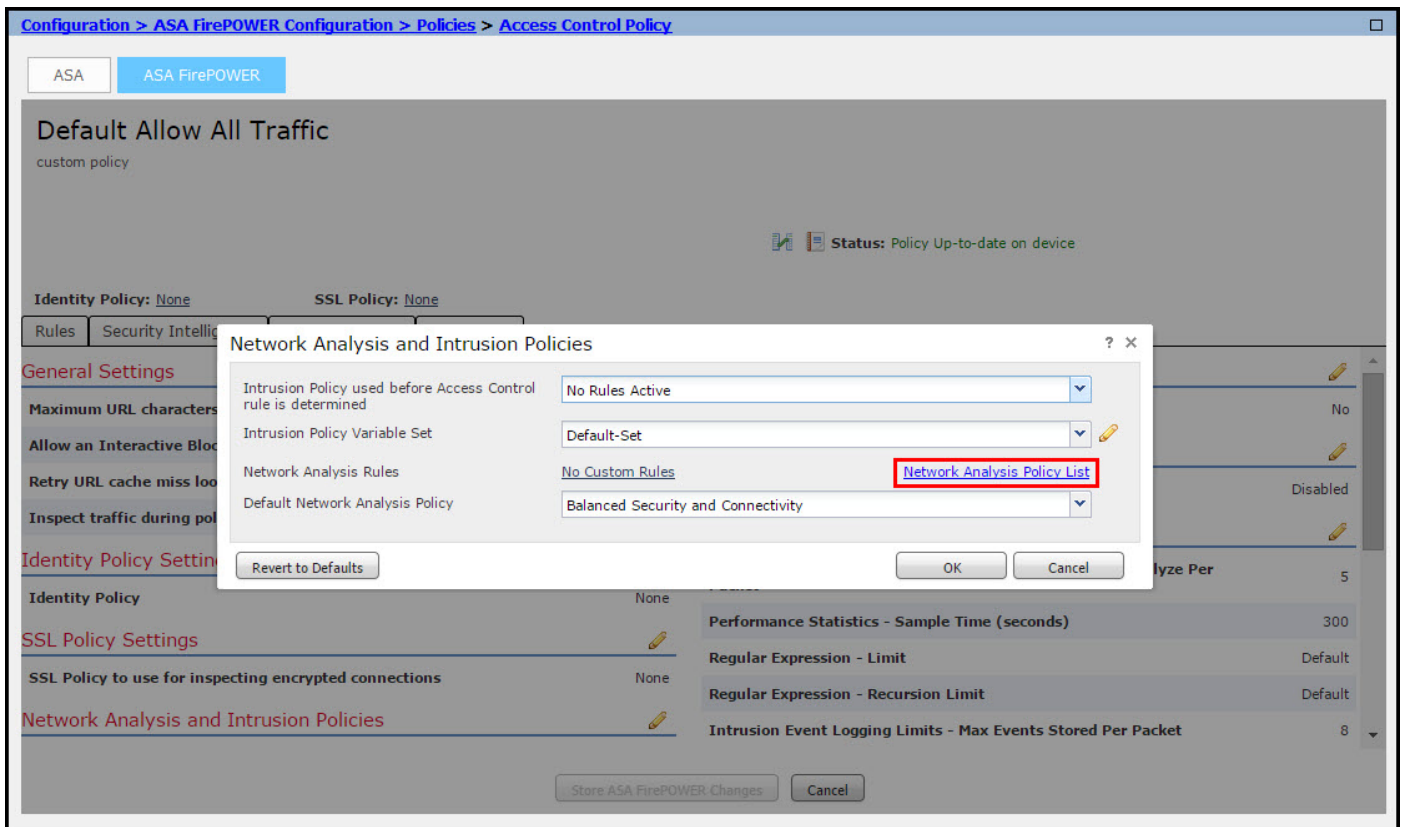 Configuration > ASA FirePOWER Configuration > Policies > Access Control Policy
ASA
ASA FirePOWER
Default Allow All Traffic
custom policy
Status: Policy Up-to-date on device
Identity Policy: None
SSL Policy: None
Rules
Security
Network Analysis and Intrusion Policies
? ×
Intrusion Policy used before Access Control
rule is determined
No Rules Active
Intrusion Policy Variable Set
Default-Set
Network Analysis Rules
No Custom Rules
Network Analysis Policy List
Default Network Analysis Policy
Balanced Security and Connectivity
Revert to Defaults
OK
Cancel
General Settings
Maximum URL characters
Allow an Interactive
Retry URL cache miss
Inspect traffic during
Identity Policy
Identity Policy
None
SSL Policy Settings
SSL Policy to use for inspecting encrypted connections
None
Network Analysis and Intrusion Policies
No
Disabled
Per
5
Performance Statistics - Sample Time (seconds)
300
Regular Expression - Limit
Default
Regular Expression - Recursion Limit
Default
Intrusion Event Logging Limits - Max Events Stored Per Packet
8
Store ASA FirePOWER Changes
Cancel